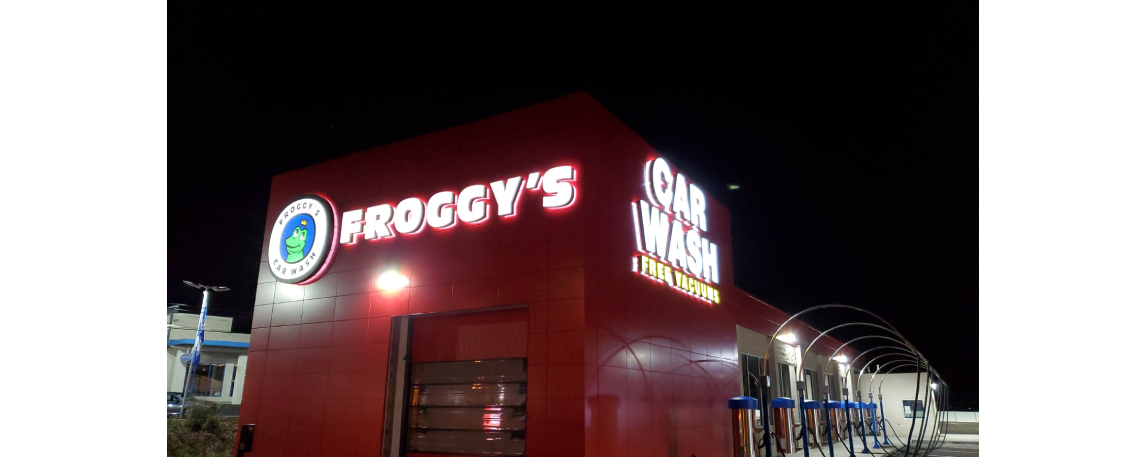 FROGGY'S
CAR WASH
FROGGY'S
CAR
WASH
FREE VACUUMS